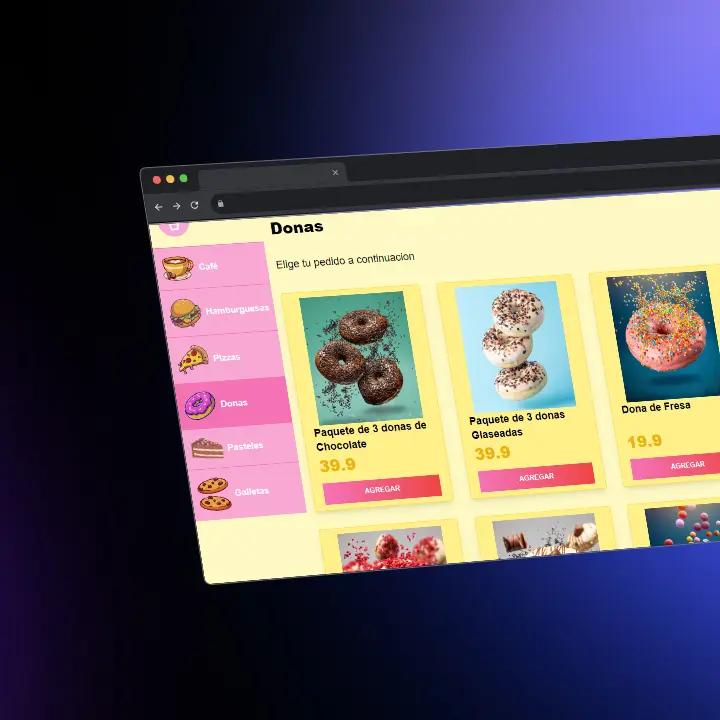 Donas
Elige tu pedido a continuacion
Café
Hamburguesas
Pizzas
Donas
Pasteles
Galletas
Paquete de 3 donas de
Chocolate
39.9
AGREGAR
Paquete de 3 donas
Glaseadas
39.9
AGREGAR
Dona de Fresa
19.9
AGREGAR